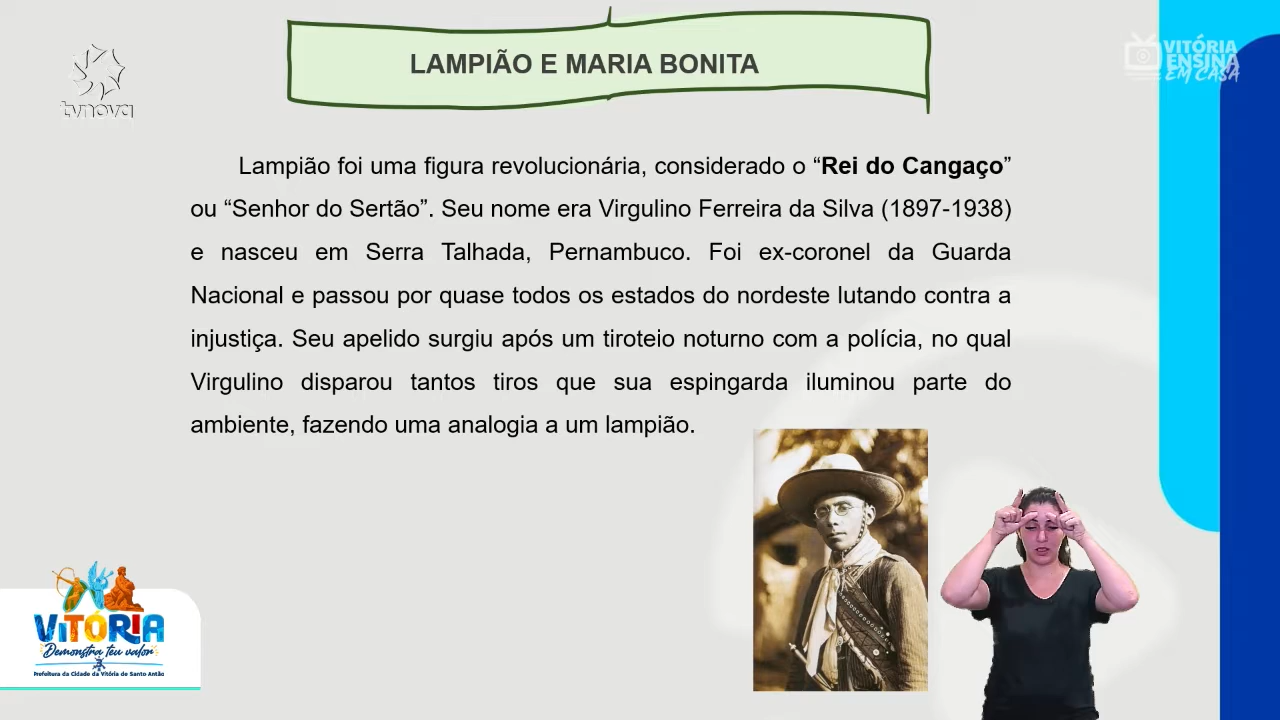 LAMPIÃO E MARIA BONITA
tvnova
VITÓRIA
ENSINA
EM CASA
Lampião foi uma figura revolucionária, considerado o “Rei do Cangaço”
ou “Senhor do Sertão”. Seu nome era Virgulino Ferreira da Silva (1897-1938)
e nasceu em Serra Talhada, Pernambuco. Foi ex-coronel da Guarda
Nacional e passou por quase todos os estados do nordeste lutando contra a
injustiça. Seu apelido surgiu após um tiroteio noturno com a polícia, no qual
Virgulino disparou tantos tiros que sua espingarda iluminou parte do
ambiente, fazendo uma analogia a um lampião.
ViTÓRIA
Demonstra teu valor
Prefeitura da Cidade da Vitória de Santo Antão